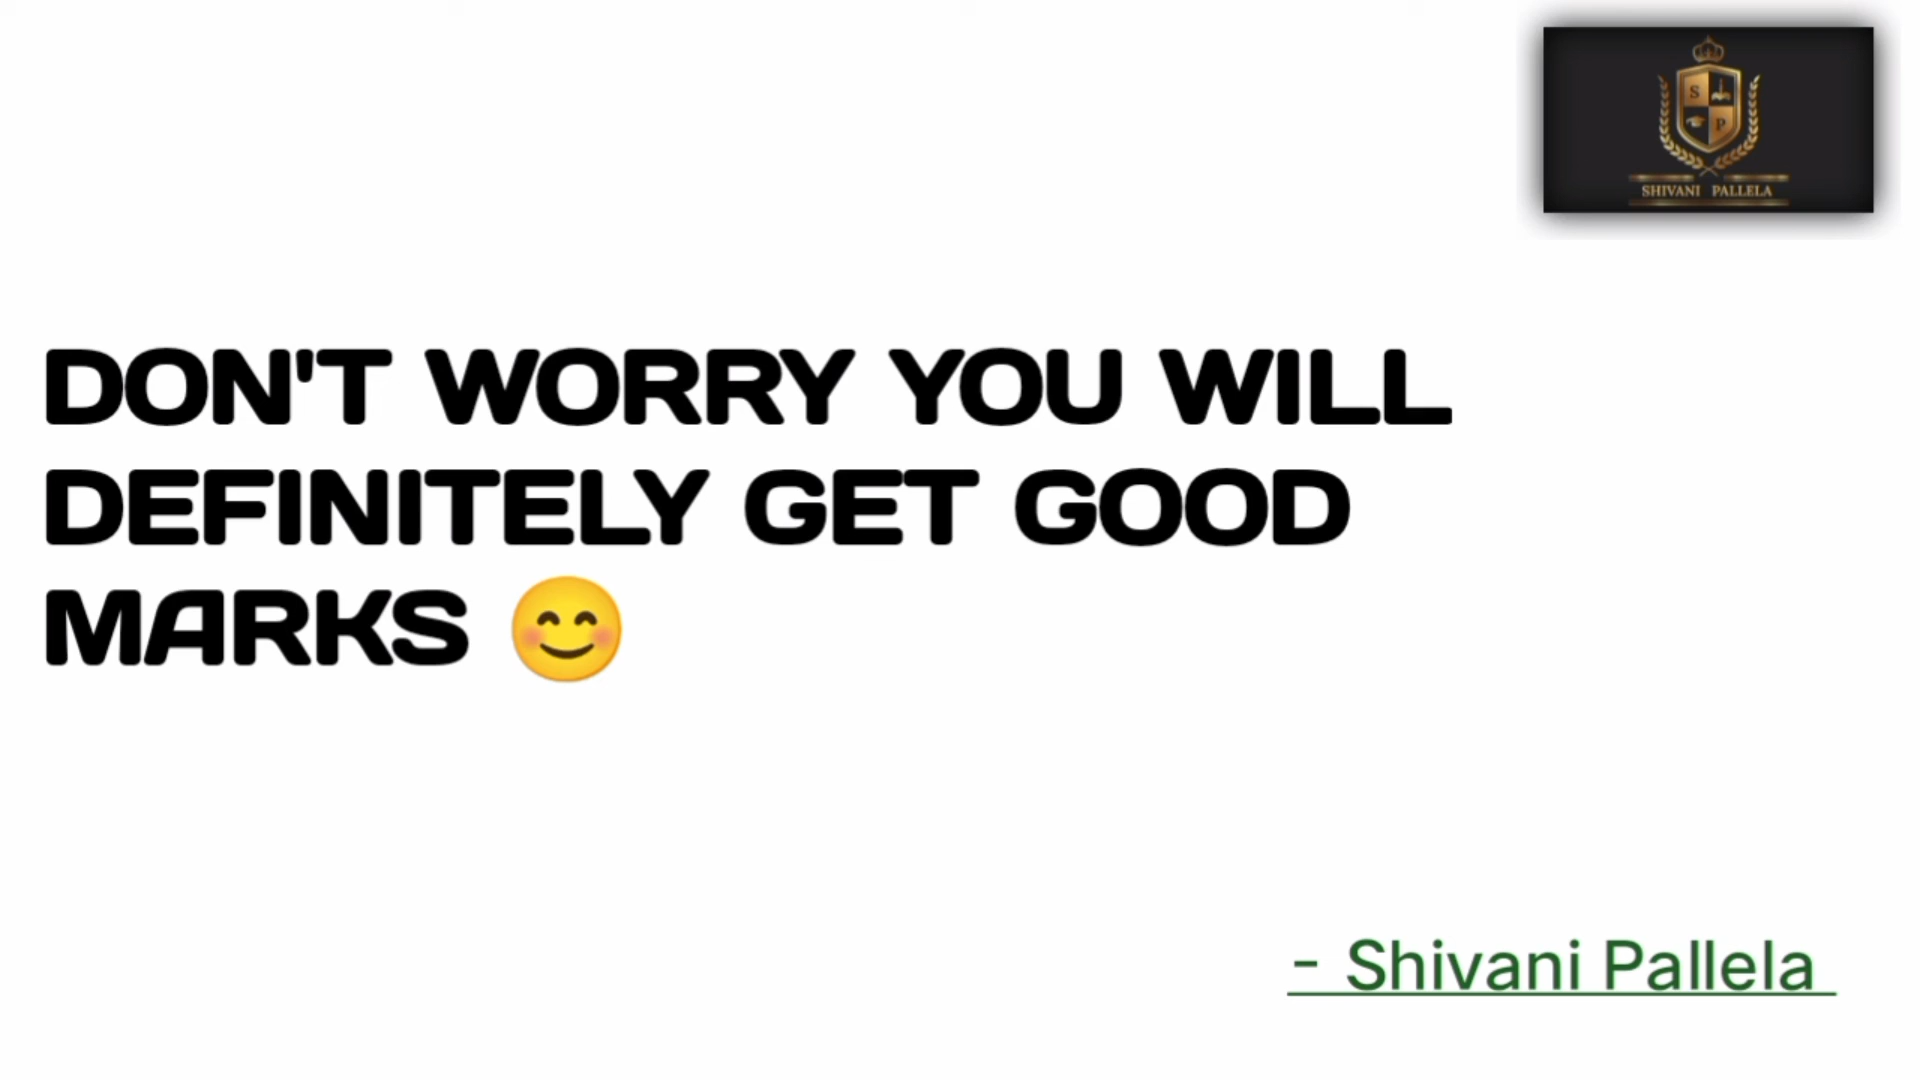 S
P
SHIVANI PALLELA
DON'T WORRY YOU WILL
DEFINITELY GET GOOD
MARKS 😊
- Shivani Pallela